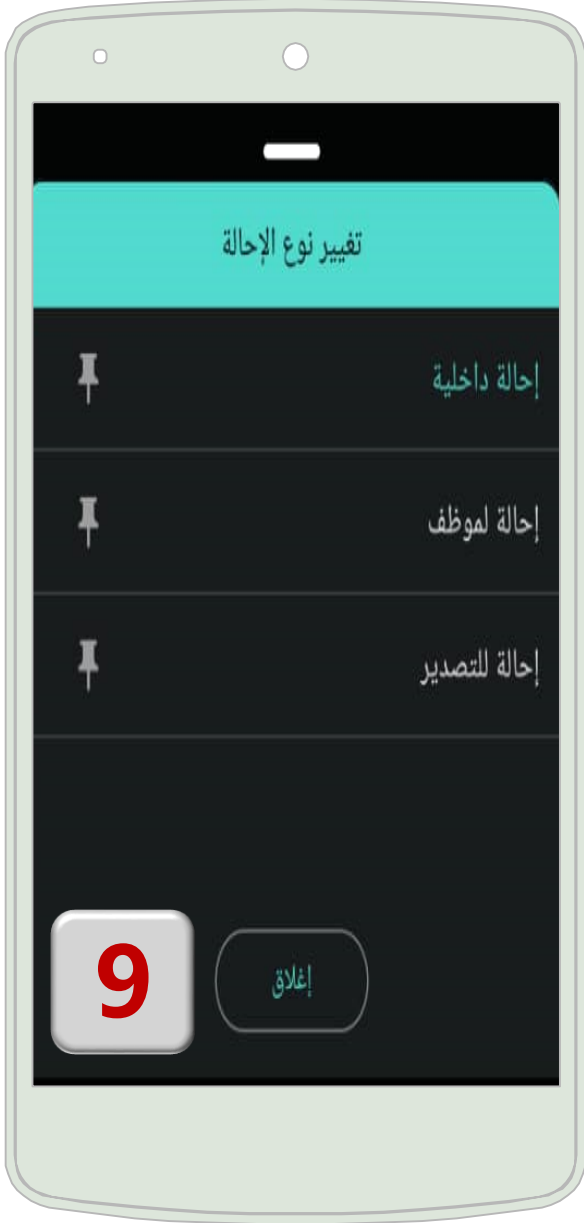 تغيير نوع الإحالة
إحالة داخلية
إحالة لموظف
إحالة للتصدير
إغلاق
9